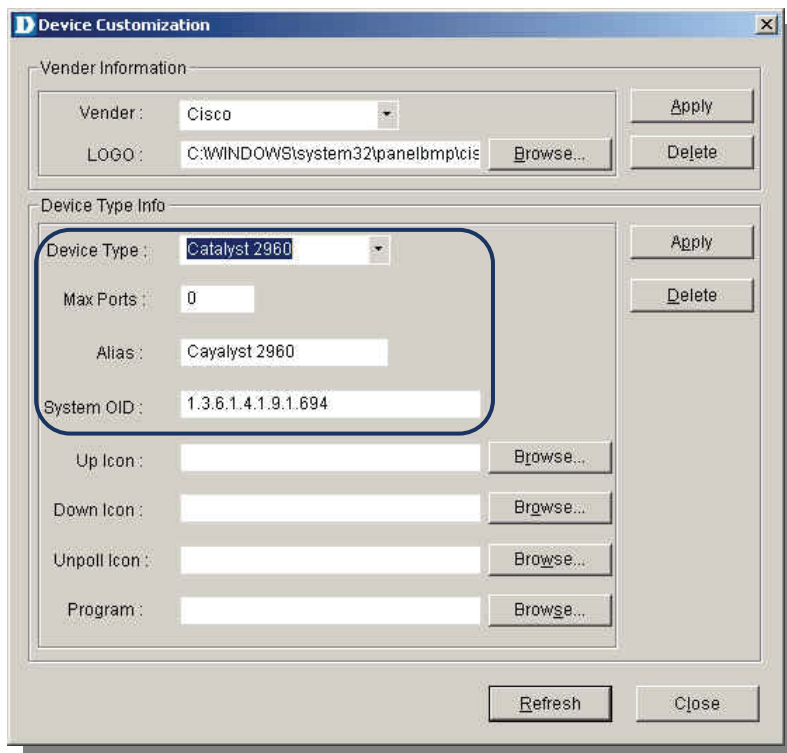 D Device Customization
Vender Information
Vender : Cisco Apply
LOGO : C:\WINDOWS\system32\panelbmp\cis Browse... Delete
Device Type Info
Device Type : Catalyst 2960 Apply
Max Ports : 0 Delete
Alias : Cayalyst 2960
System OID : 1.3.6.1.4.1.9.1.694
Up Icon : Browse...
Down Icon : Browse...
Unpoll Icon : Browse...
Program : Browse...
Refresh Close